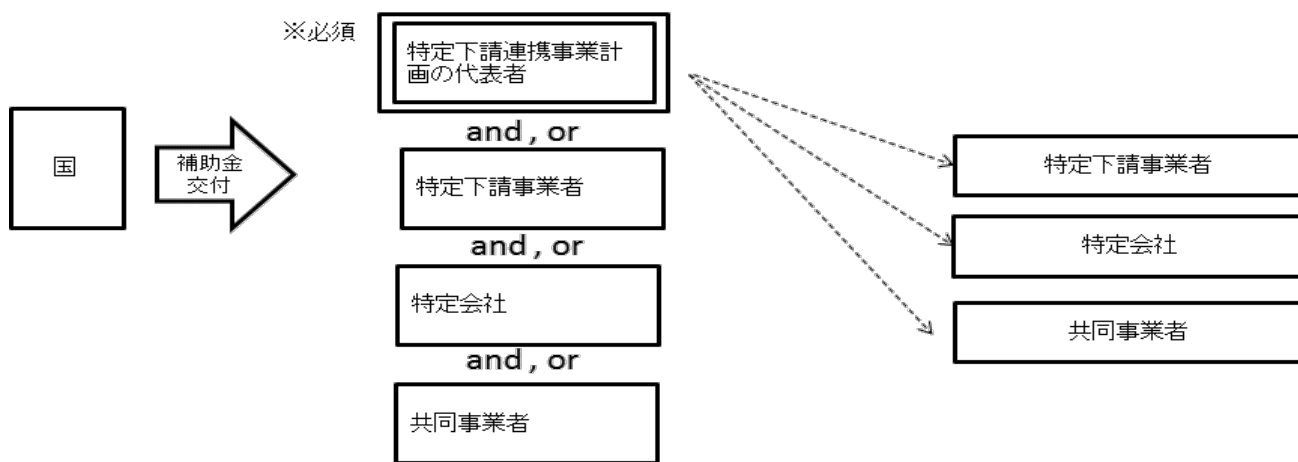 ※必須
特定下請連携事業計
画の代表者
国
補助金
交付
and , or
特定下請事業者
and , or
特定会社
and , or
共同事業者
特定下請事業者
特定会社
共同事業者